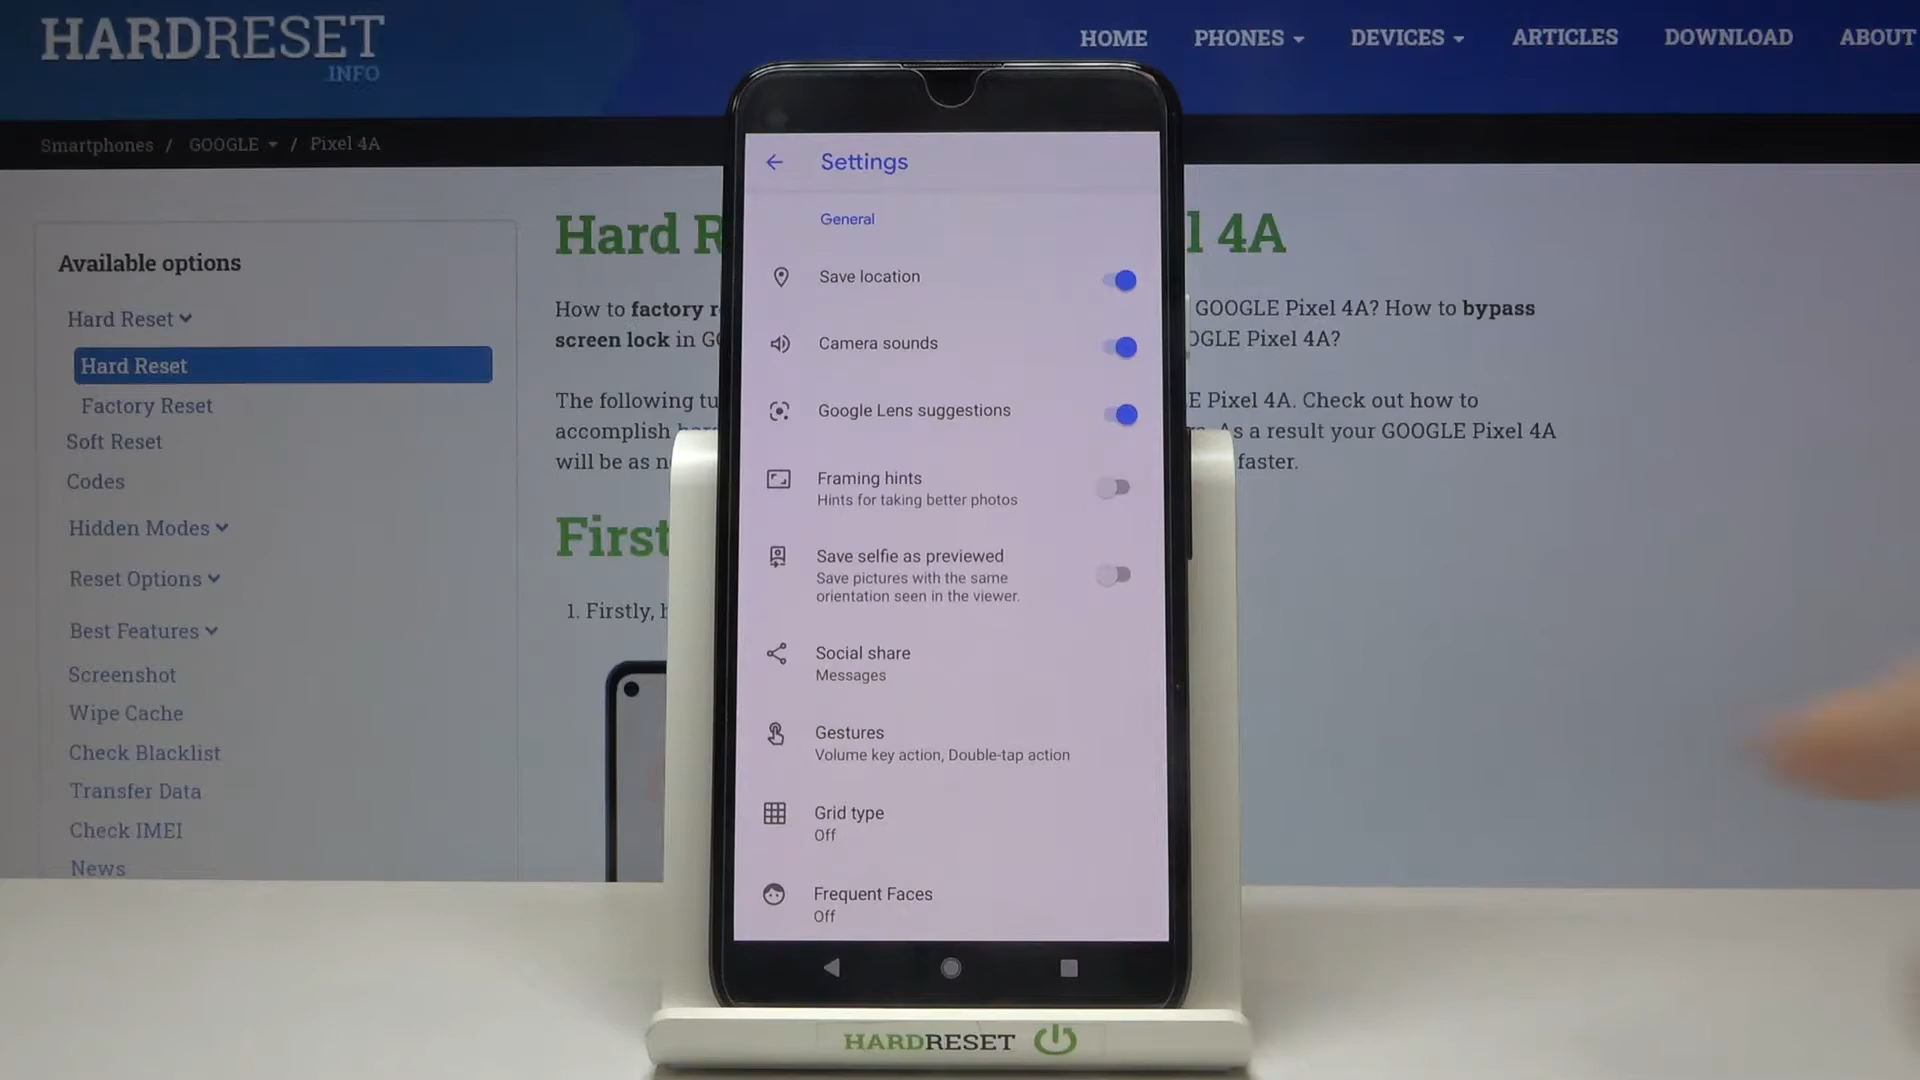 HARDRESET
.INFO
HOME PHONES DEVICES ARTICLES DOWNLOAD ABOUT
Smartphones / GOOGLE / Pixel 4A
Available options
Hard Reset
Hard Reset
Factory Reset
Soft Reset
Codes
Hidden Modes
Reset Options
Best Features
Screenshot
Wipe Cache
Check Blacklist
Transfer Data
Check IMEI
News
Hard R l 4A
How to factory r GOOGLE Pixel 4A? How to bypass
screen lock in GO OGLE Pixel 4A?
The following tu E Pixel 4A. Check out how to
accomplish As a result your GOOGLE Pixel 4A
will be as n faster.
First
1. Firstly, h
Settings
General
Save location
Camera sounds
Google Lens suggestions
Framing hints
Hints for taking better photos
Save selfie as previewed
Save pictures with the same
orientation seen in the viewer.
Social share
Messages
Gestures
Volume key action, Double-tap action
Grid type
Off
Frequent Faces
Off
HARDRESET